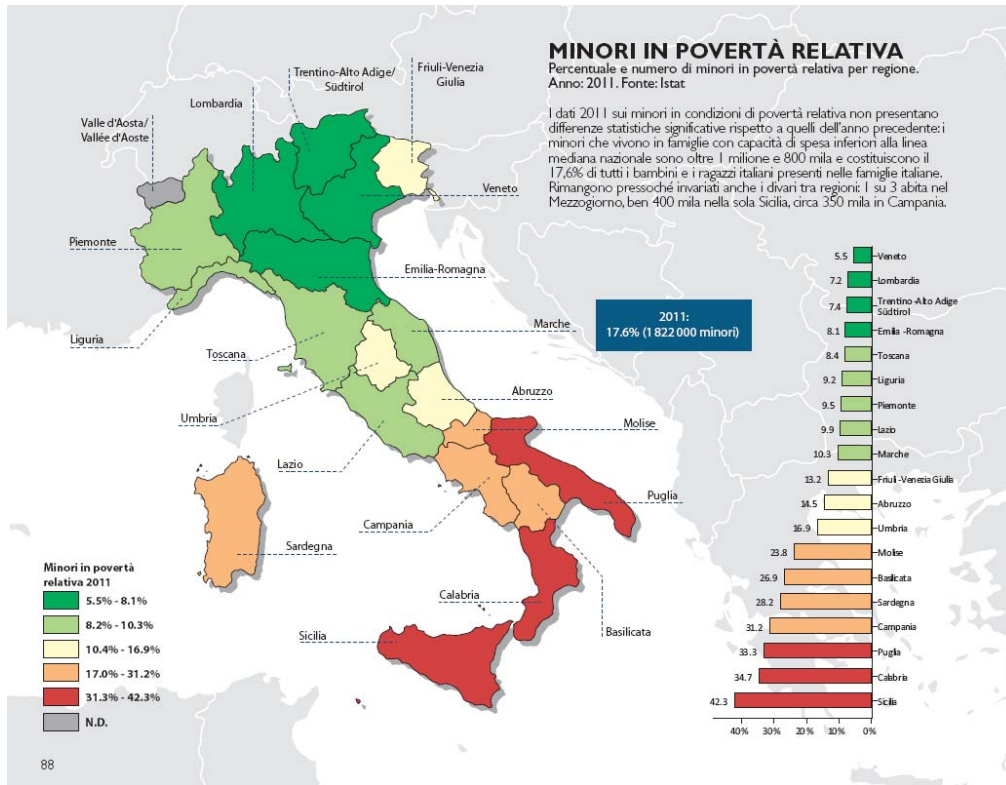 MINORI IN POVERTÀ RELATIVA
Percentuale e numero di minori in povertà relativa per regione.
Anno: 2011. Fonte: Istat
I dati 2011 sui minori in condizioni di povertà relativa non presentano
differenze statistiche significative rispetto a quelli dell'anno precedente: i
minori che vivono in famiglie con capacità di spesa inferiori alla linea
mediana nazionale sono oltre 1 milione e 800 mila e costituiscono il
17,6% di tutti i bambini e i ragazzi italiani presenti nelle famiglie italiane.
Rimangono pressoché invariati anche i divari tra regioni: 1 su 3 abita nel
Mezzogiorno, ben 400 mila nella sola Sicilia, circa 350 mila in Campania.
Friuli-Venezia
Giulia
Trentino-Alto Adige/
Südtirol
Lombardia
Valle d'Aosta/
Vallée d'Aoste
Veneto
Piemonte
Emilia-Romagna
Liguria
Marche
Toscana
Abruzzo
Umbria
Molise
Lazio
Puglia
Campania
Sardegna
Calabria
Basilicata
Sicilia
2011:
17.6% (1 822 000 minori)
5.5 Veneto
7.2 Lombardia
7.4 Trentino-Alto Adige
Südtirol
8.1 Emilia -Romagna
8.4 Toscana
9.2 Liguria
9.5 Piemonte
9.9 Lazio
10.3 Marche
13.2 Friuli -Venezia Giulia
14.5 Abruzzo
16.9 Umbria
23.8 Molise
26.9 Basilicata
28.2 Sardegna
31.2 Campania
33.3 Puglia
34.7 Calabria
42.3 Sicilia
40% 30% 20% 10% 0%
Minori in povertà
relativa 2011
5.5% - 8.1%
8.2% - 10.3%
10.4% - 16.9%
17.0% - 31.2%
31.3% - 42.3%
N.D.
88